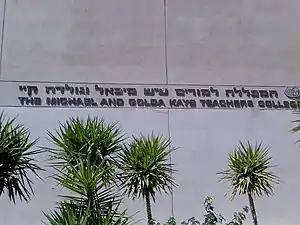 המכללה למורים ע״ש מיכאל וגולדה קיי
THE MICHAEL AND GOLDA KAYE TEACHERS COLLEGE